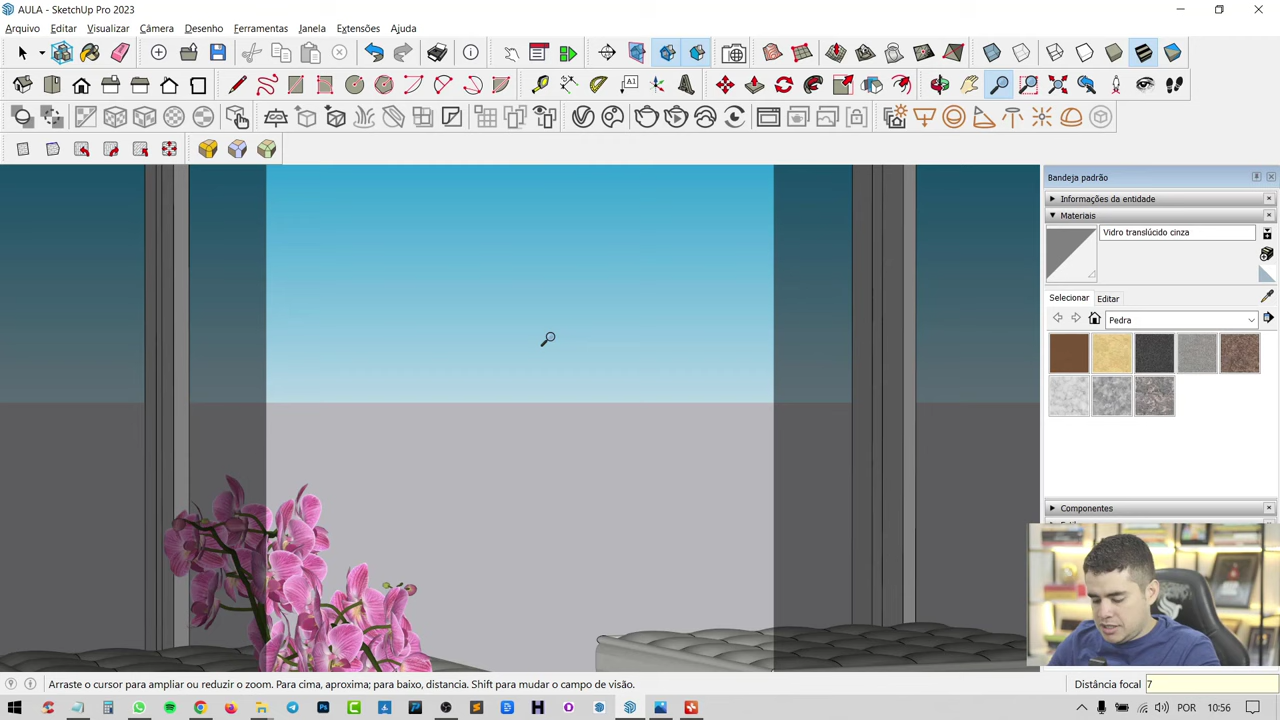 AULA - SketchUp Pro 2023
Arquivo Editar Visualizar Câmera Desenho Ferramentas Janela Extensões Ajuda
A1
Bandeja padrão
Informações da entidade
Materiais
Vidro translúcido cinza
Selecionar Editar
Pedra
Componentes
Arraste o cursor para ampliar ou reduzir o zoom. Para cima, aproxima; para baixo, distancia. Shift para mudar o campo de visão.
Distância focal 7
POR 10:56